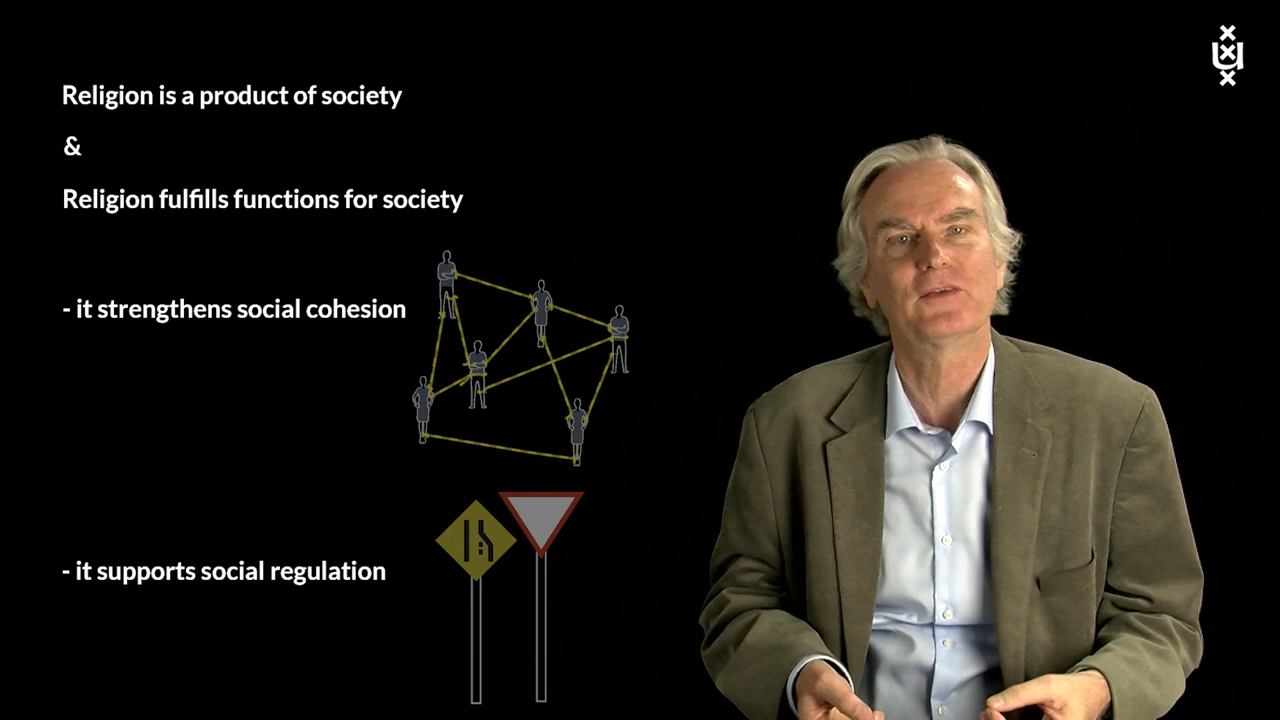 Religion is a product of society
&
Religion fulfills functions for society
- it strengthens social cohesion
- it supports social regulation